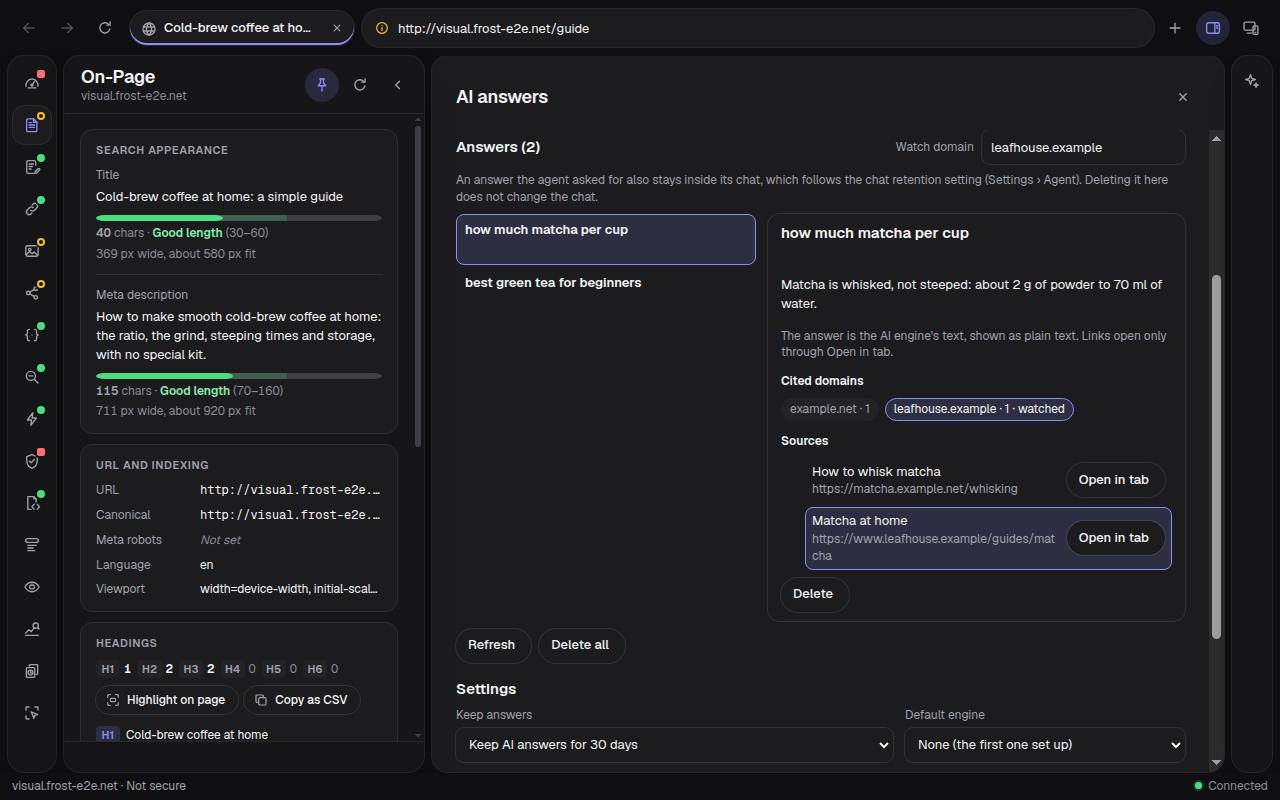 Cold-brew coffee at ho...
http://visual.frost-e2e.net/guide
On-Page
visual.frost-e2e.net
SEARCH APPEARANCE
Title
Cold-brew coffee at home: a simple guide
40 chars · Good length (30–60)
369 px wide, about 580 px fit
Meta description
How to make smooth cold-brew coffee at home:
the ratio, the grind, steeping times and storage,
with no special kit.
115 chars · Good length (70–160)
711 px wide, about 920 px fit
URL AND INDEXING
URL http://visual.frost-e2e.…
Canonical http://visual.frost-e2e.…
Meta robots Not set
Language en
Viewport width=device-width, initial-scal…
HEADINGS
H1 1 H2 2 H3 2 H4 0 H5 0 H6 0
Highlight on page Copy as CSV
H1 Cold-brew coffee at home
AI answers
Answers (2)
Watch domain leafhouse.example
An answer the agent asked for also stays inside its chat, which follows the chat retention setting (Settings › Agent). Deleting it here
does not change the chat.
how much matcha per cup
best green tea for beginners
how much matcha per cup
Matcha is whisked, not steeped: about 2 g of powder to 70 ml of
water.
The answer is the AI engine's text, shown as plain text. Links open only
through Open in tab.
Cited domains
example.net · 1 leafhouse.example · 1 · watched
Sources
How to whisk matcha
https://matcha.example.net/whisking
Open in tab
Matcha at home
https://www.leafhouse.example/guides/mat
cha
Open in tab
Delete
Refresh Delete all
Settings
Keep answers
Keep AI answers for 30 days
Default engine
None (the first one set up)
visual.frost-e2e.net · Not secure
Connected